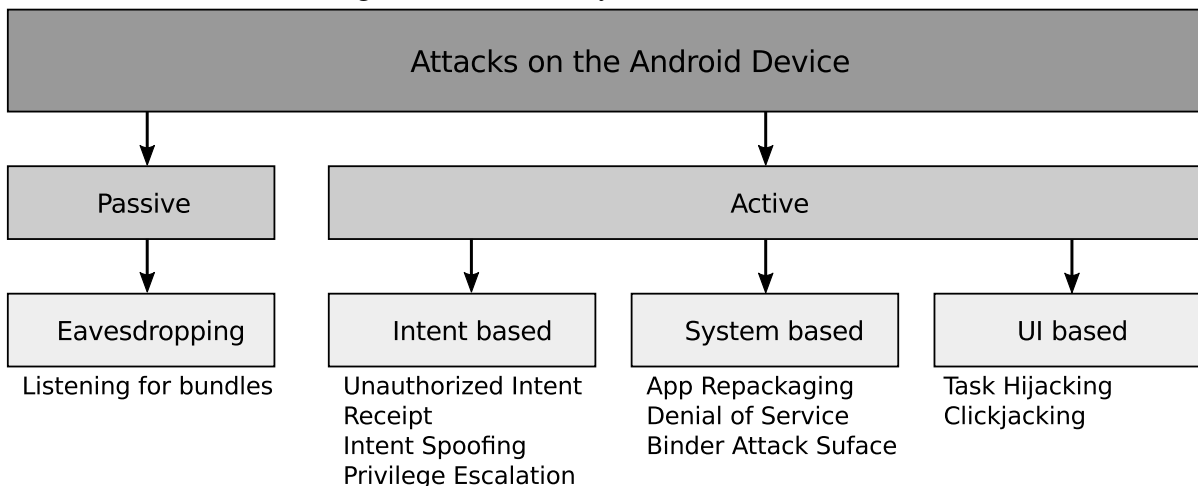 Attacks on the Android Device
Passive
Active
Eavesdropping
Intent based
System based
UI based
Listening for bundles
Unauthorized Intent
Receipt
Intent Spoofing
Privilege Escalation
App Repackaging
Denial of Service
Binder Attack Suface
Task Hijacking
Clickjacking